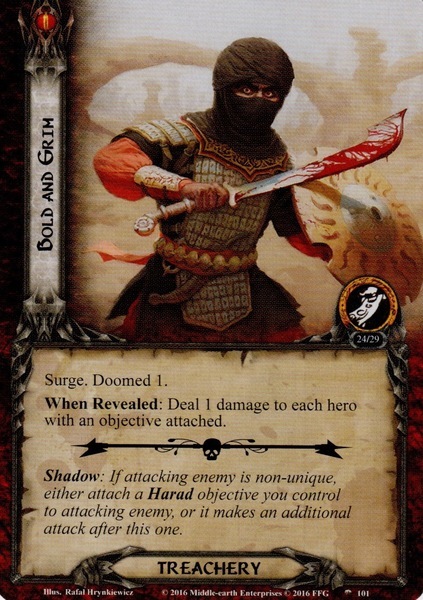 BOLD AND GRIM
24/29
Surge. Doomed 1.
When Revealed: Deal 1 damage to each hero
with an objective attached.
Shadow: If attacking enemy is non-unique,
either attach a Harad objective you control
to attacking enemy, or it makes an additional
attack after this one.
TREACHERY
Illus. Rafal Hrynkiewicz
© 2016 Middle-earth Enterprises © 2016 FFG
101